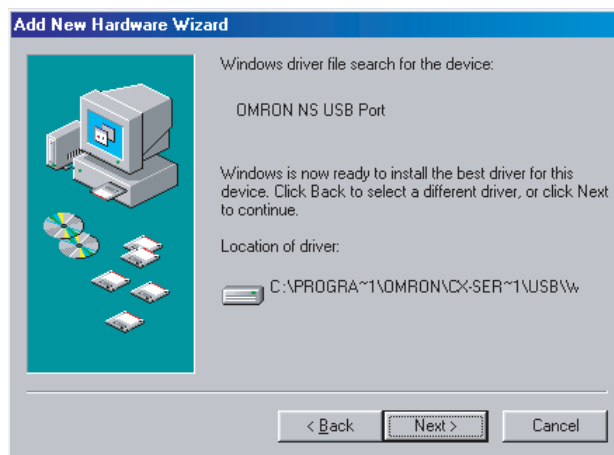 Add New Hardware Wizard
Windows driver file search for the device:
OMRON NS USB Port
Windows is now ready to install the best driver for this
device. Click Back to select a different driver, or click Next
to continue.
Location of driver:
C:\PROGRA~1\OMRON\CX-SER~1\USB\W
< Back
Next >
Cancel